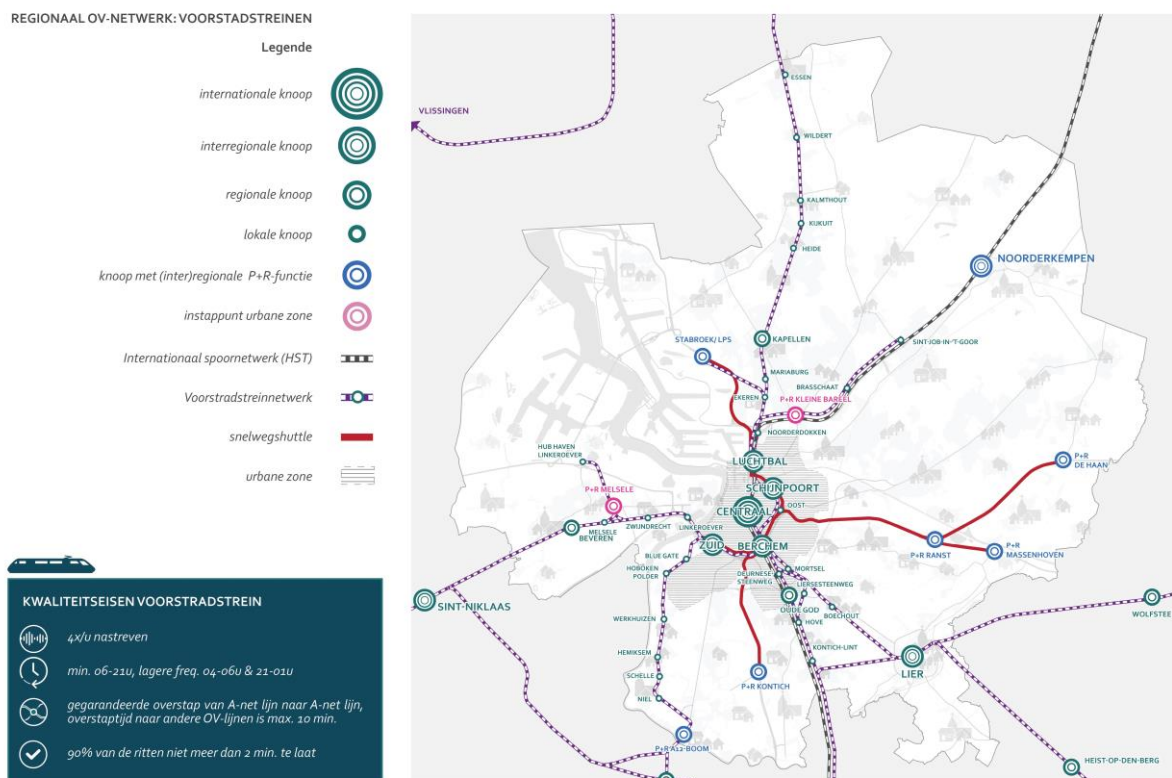 REGIONAAL OV-NETWERK: VOORSTADSTREINEN
Legende
internationale knoop
interregionale knoop
regionale knoop
lokale knoop
knoop met (inter)regionale P+R-functie
instappunt urbane zone
Internationaal spoornetwerk (HST)
Voorstradstreinnetwerk
snelwegshuttle
urbane zone
KWALITEITSEISEN VOORSTRADSTREIN
4x/u nastreven
min. 06-21u, lagere freq. 04-06u & 21-01u
gegarandeerde overstap van A-net lijn naar A-net lijn,
overstaptijd naar andere OV-lijnen is max. 10 min.
90% van de ritten niet meer dan 2 min. te laat
ESSEN
VLISSINGEN
WILDERT
KALMTHOUT
KIJKUIT
HEIDE
NOORDERKEMPEN
STABROEK/ LPS
KAPELLEN
SINT-JOB-IN-'T-GOOR
MARIABURG
BRASSCHAAT
EKEREN
P+R KLEINE BAREEL
NOORDERDOKKEN
HUB HAVEN
LINKEROEVER
LUCHTBAL
P+R
DE HAAN
P+R MELSELE
SCHIJNPOORT
OOST
CENTRAAL
ZWIJNDRECHT
LINKEROEVER
MELSELE
BEVEREN
ZUID
BERCHEM
P+R RANST
P+R
MASSENHOVEN
BLUE GATE
HOBOKEN
POLDER
DEURNESE-
STEENWEG
MORTSEL
LIERSESTEENWEG
SINT-NIKLAAS
OUDE GOD
BOECHOUT
WOLFSTEE
WERKHUIZEN
HOVE
KONTICH-LINT
HEMIKSEM
LIER
SCHELLE
P+R KONTICH
NIEL
P+R A12-BOOM
HEIST-OP-DEN-BERG